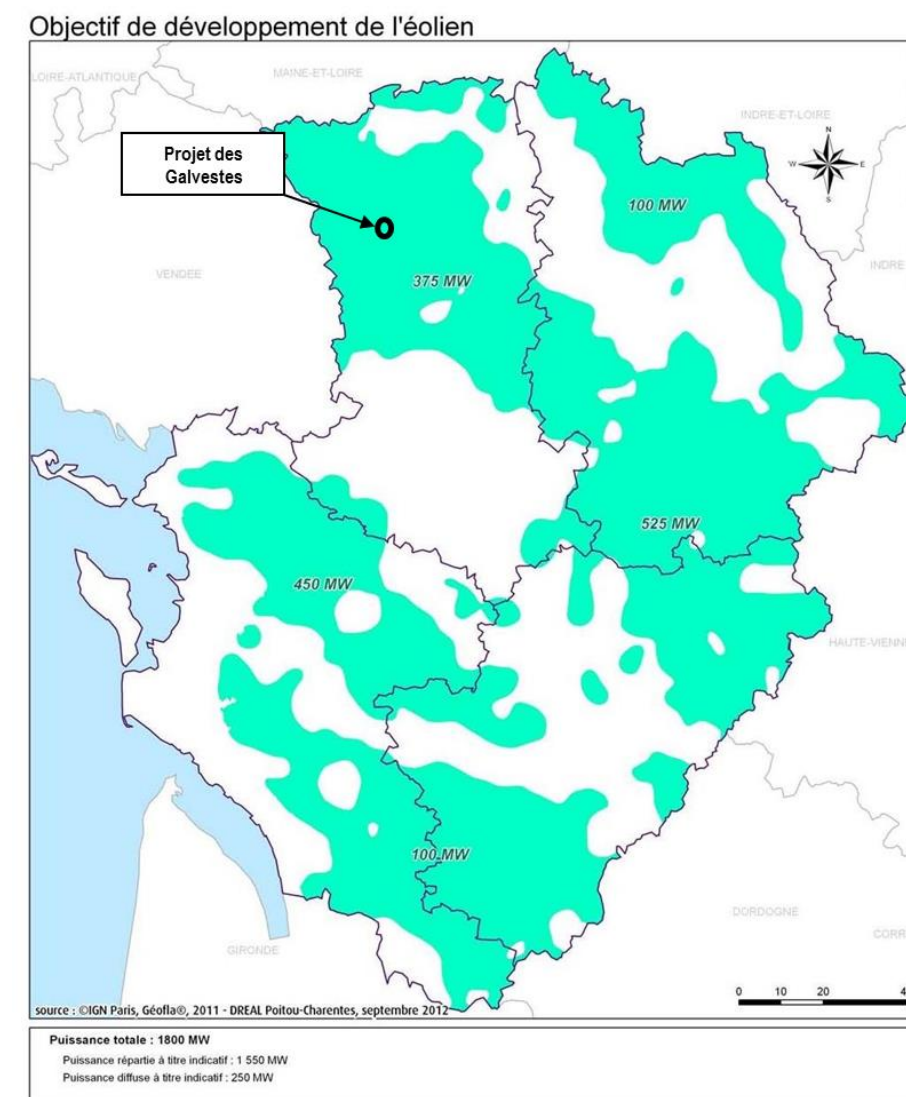 Objectif de développement de l'éolien
LOIRE-ATLANTIQUE
MAINE-ET-LOIRE
INDRE-ET-LOIRE
N
W
E
S
Projet des
Galvestes
100 MW
VENDEE
INDRE
375 MW
525 MW
450 MW
HAUTE-VIENNE
100 MW
DORDOGNE
CORR
GIRONDE
0 10 20 4
source : ©IGN Paris, Géofla®, 2011 - DREAL Poitou-Charentes, septembre 2012
Puissance totale : 1800 MW
Puissance répartie à titre indicatif : 1 550 MW
Puissance diffuse à titre indicatif : 250 MW